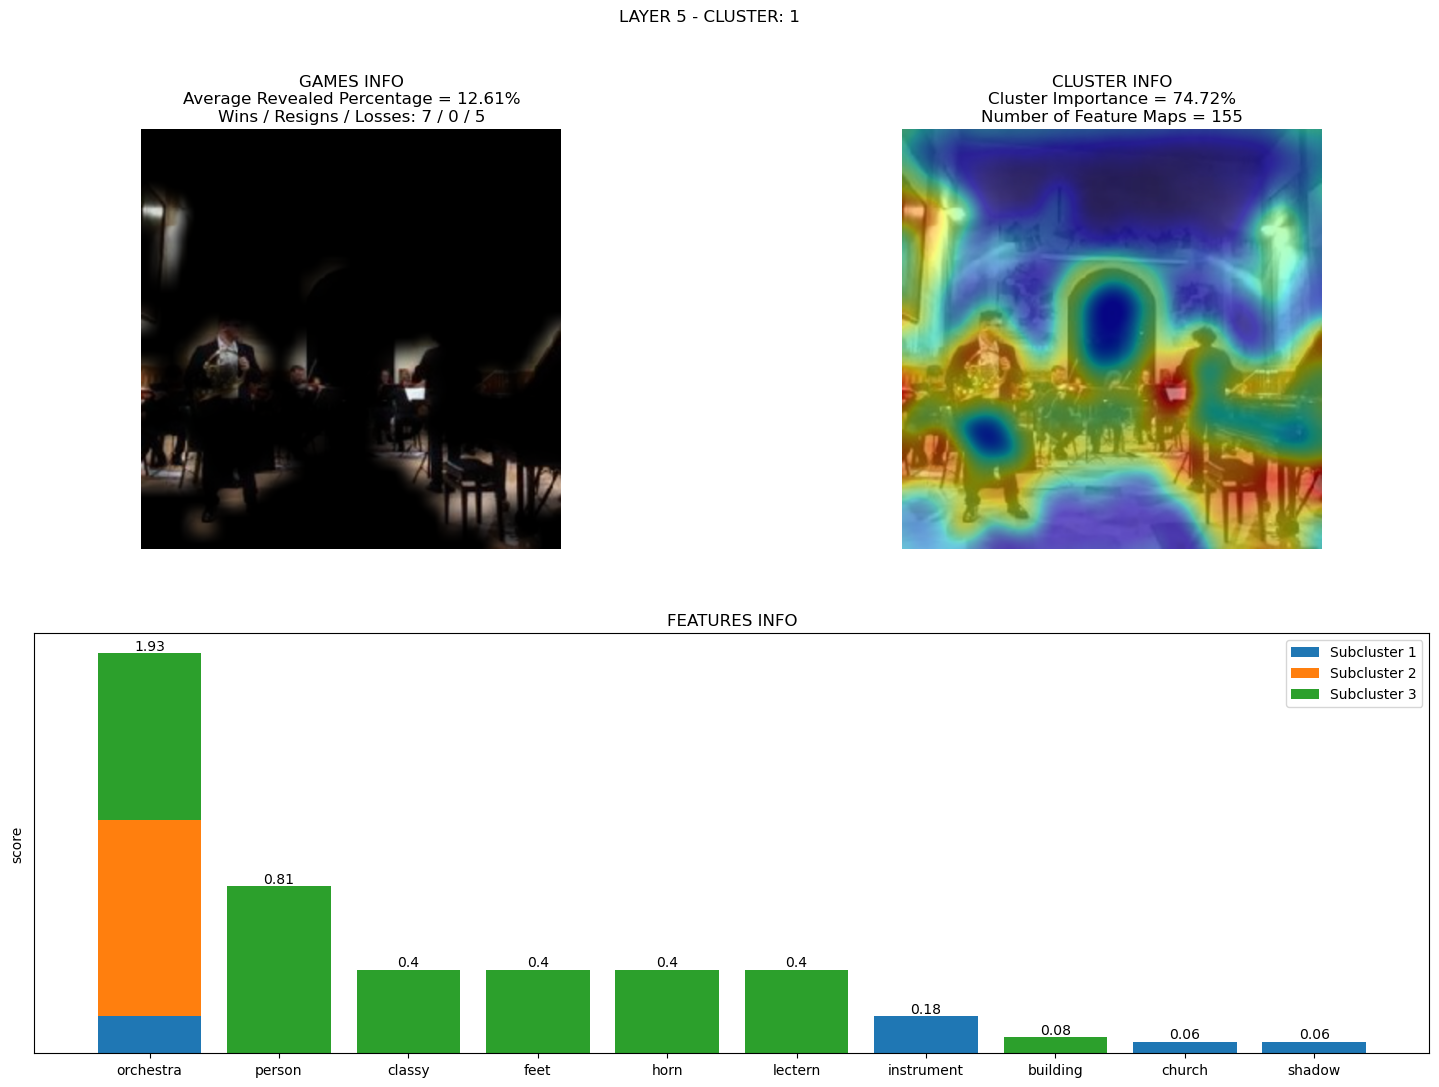 LAYER 5 - CLUSTER: 1
GAMES INFO
Average Revealed Percentage = 12.61%
Wins / Resigns / Losses: 7 / 0 / 5
CLUSTER INFO
Cluster Importance = 74.72%
Number of Feature Maps = 155
FEATURES INFO
score
1.93
0.81
0.4
0.4
0.4
0.4
0.18
0.08
0.06
0.06
Subcluster 1
Subcluster 2
Subcluster 3
orchestra
person
classy
feet
horn
lectern
instrument
building
church
shadow